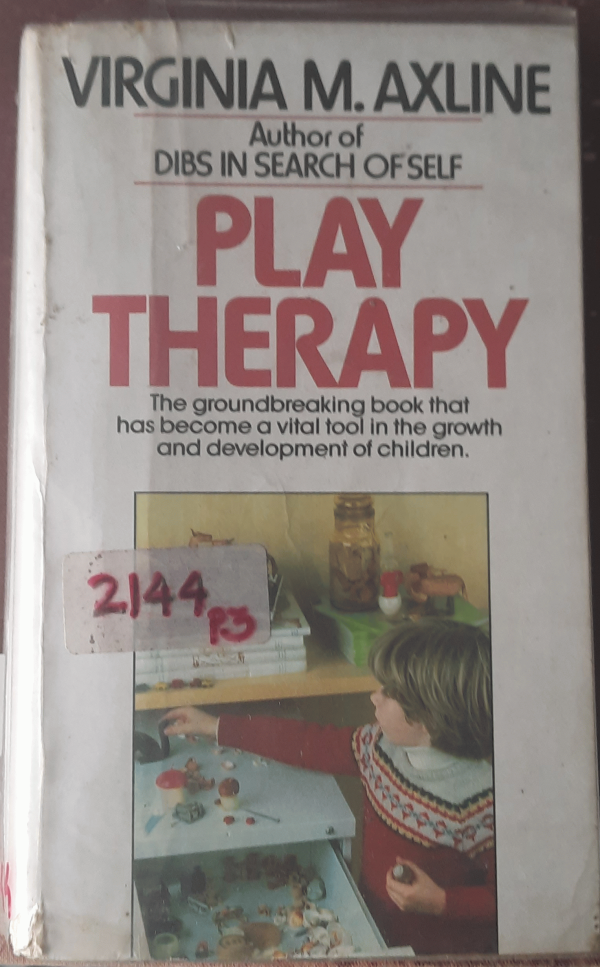 VIRGINIA M. AXLINE
Author of
DIBS IN SEARCH OF SELF
PLAY
THERAPY
The groundbreaking book that
has become a vital tool in the growth
and development of children.
2144
P3